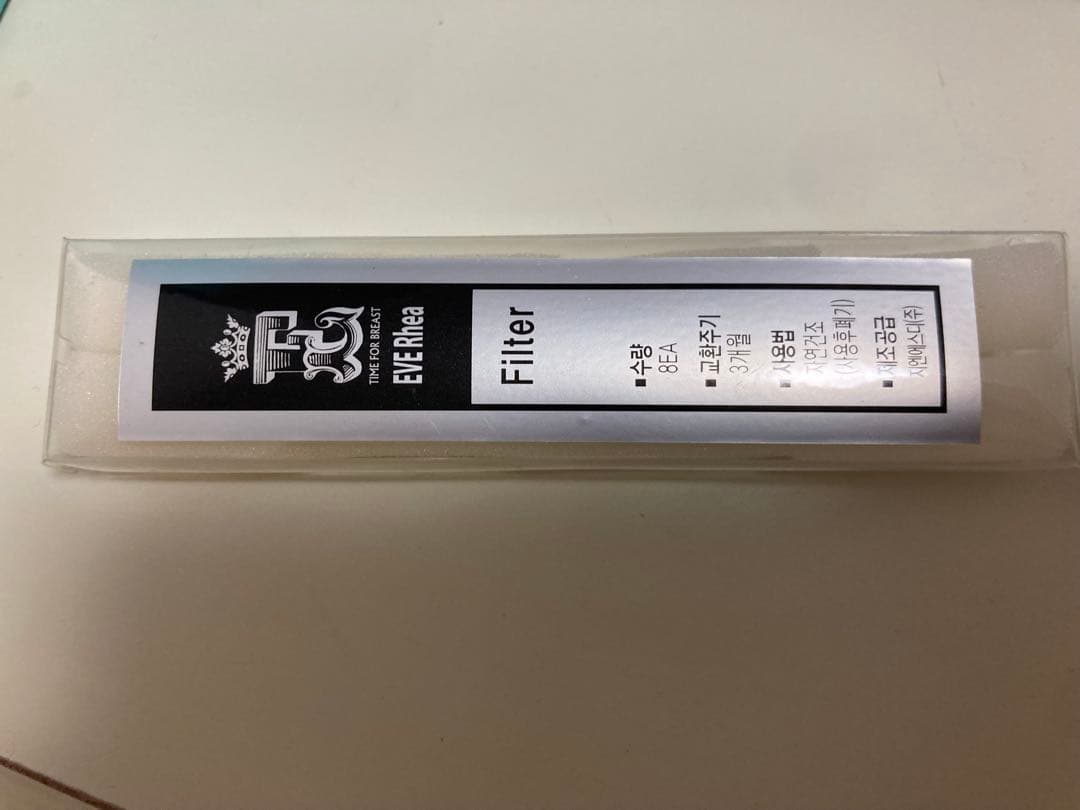 TIME FOR BREAST
EVE Rhea
Filter
■수량
8EA
■교환주기
3개월
■사용법
자연건조
(사용후폐기)
■제조공급
지엔에스디(주)